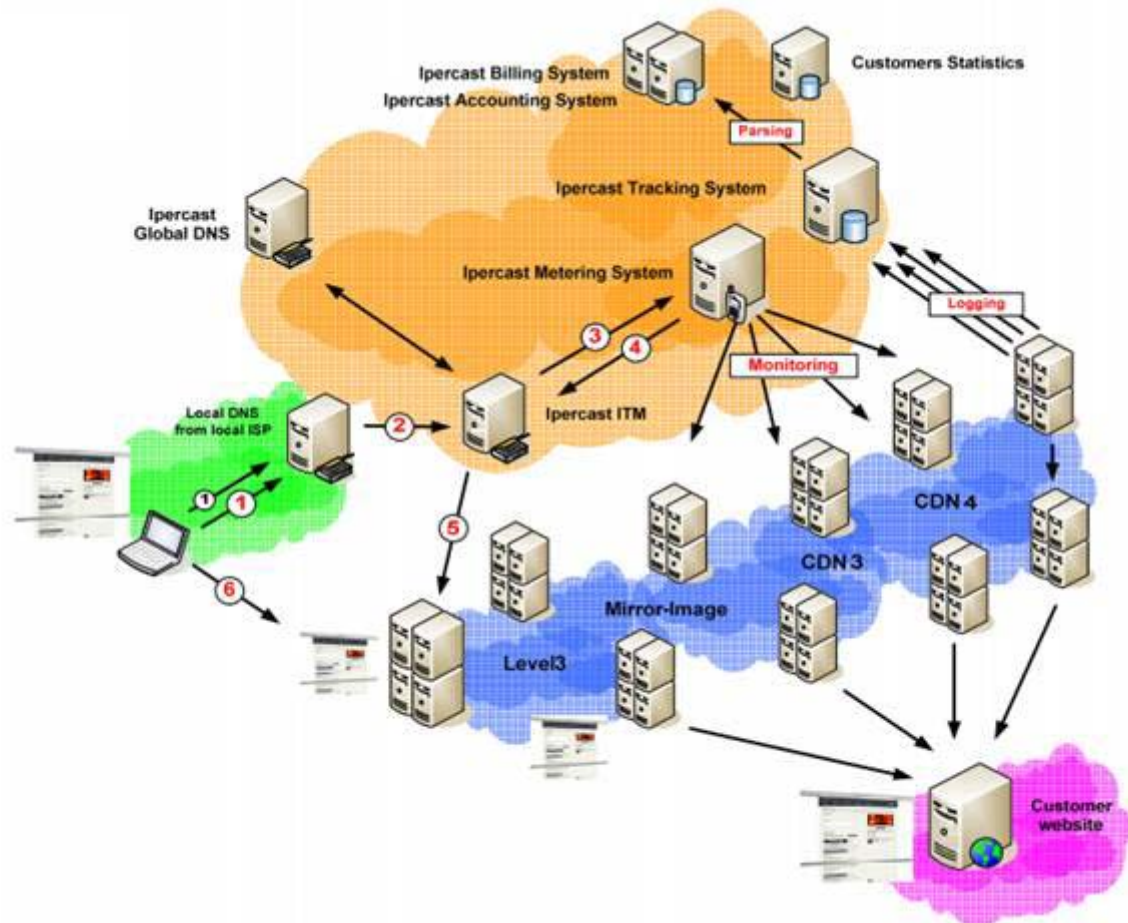 Ipercast Billing System
Ipercast Accounting System
Customers Statistics
Parsing
Ipercast Tracking System
Ipercast
Global DNS
Ipercast Metering System
Logging
3
4
Monitoring
Local DNS
from local ISP
2
Ipercast ITM
1
1
CDN 4
5
CDN 3
6
Mirror-Image
Level3
Customer
website